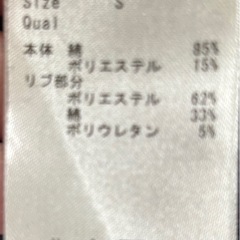 Size S
Qual
本体 綿 85%
ポリエステル 15%
リブ部分
ポリエステル 62%
綿 33%
ポリウレタン 5%